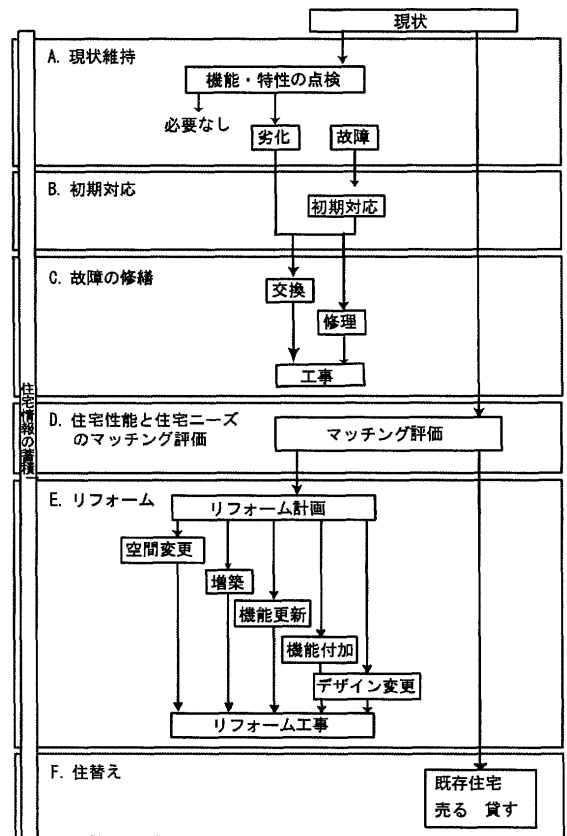 現状
A. 現状維持
機能・特性の点検
必要なし
劣化
故障
B. 初期対応
初期対応
C. 故障の修繕
交換
修理
工事
住宅情報の蓄積
D. 住宅性能と住宅ニーズ
のマッチング評価
マッチング評価
E. リフォーム
リフォーム計画
空間変更
増築
機能更新
機能付加
デザイン変更
リフォーム工事
F. 住替え
既存住宅
売る 貸す